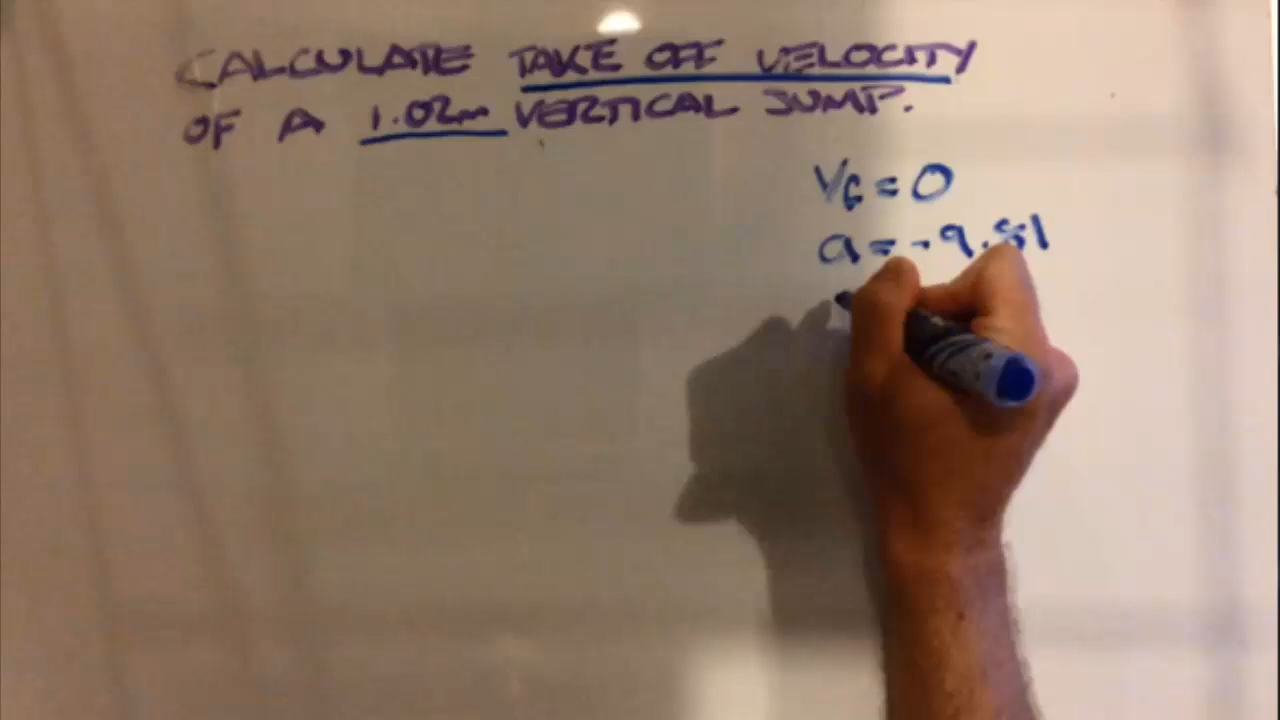 CALCULATE TAKE OFF VELOCITY
OF A 1.02m VERTICAL JUMP.
Vf = 0
a = -9.81